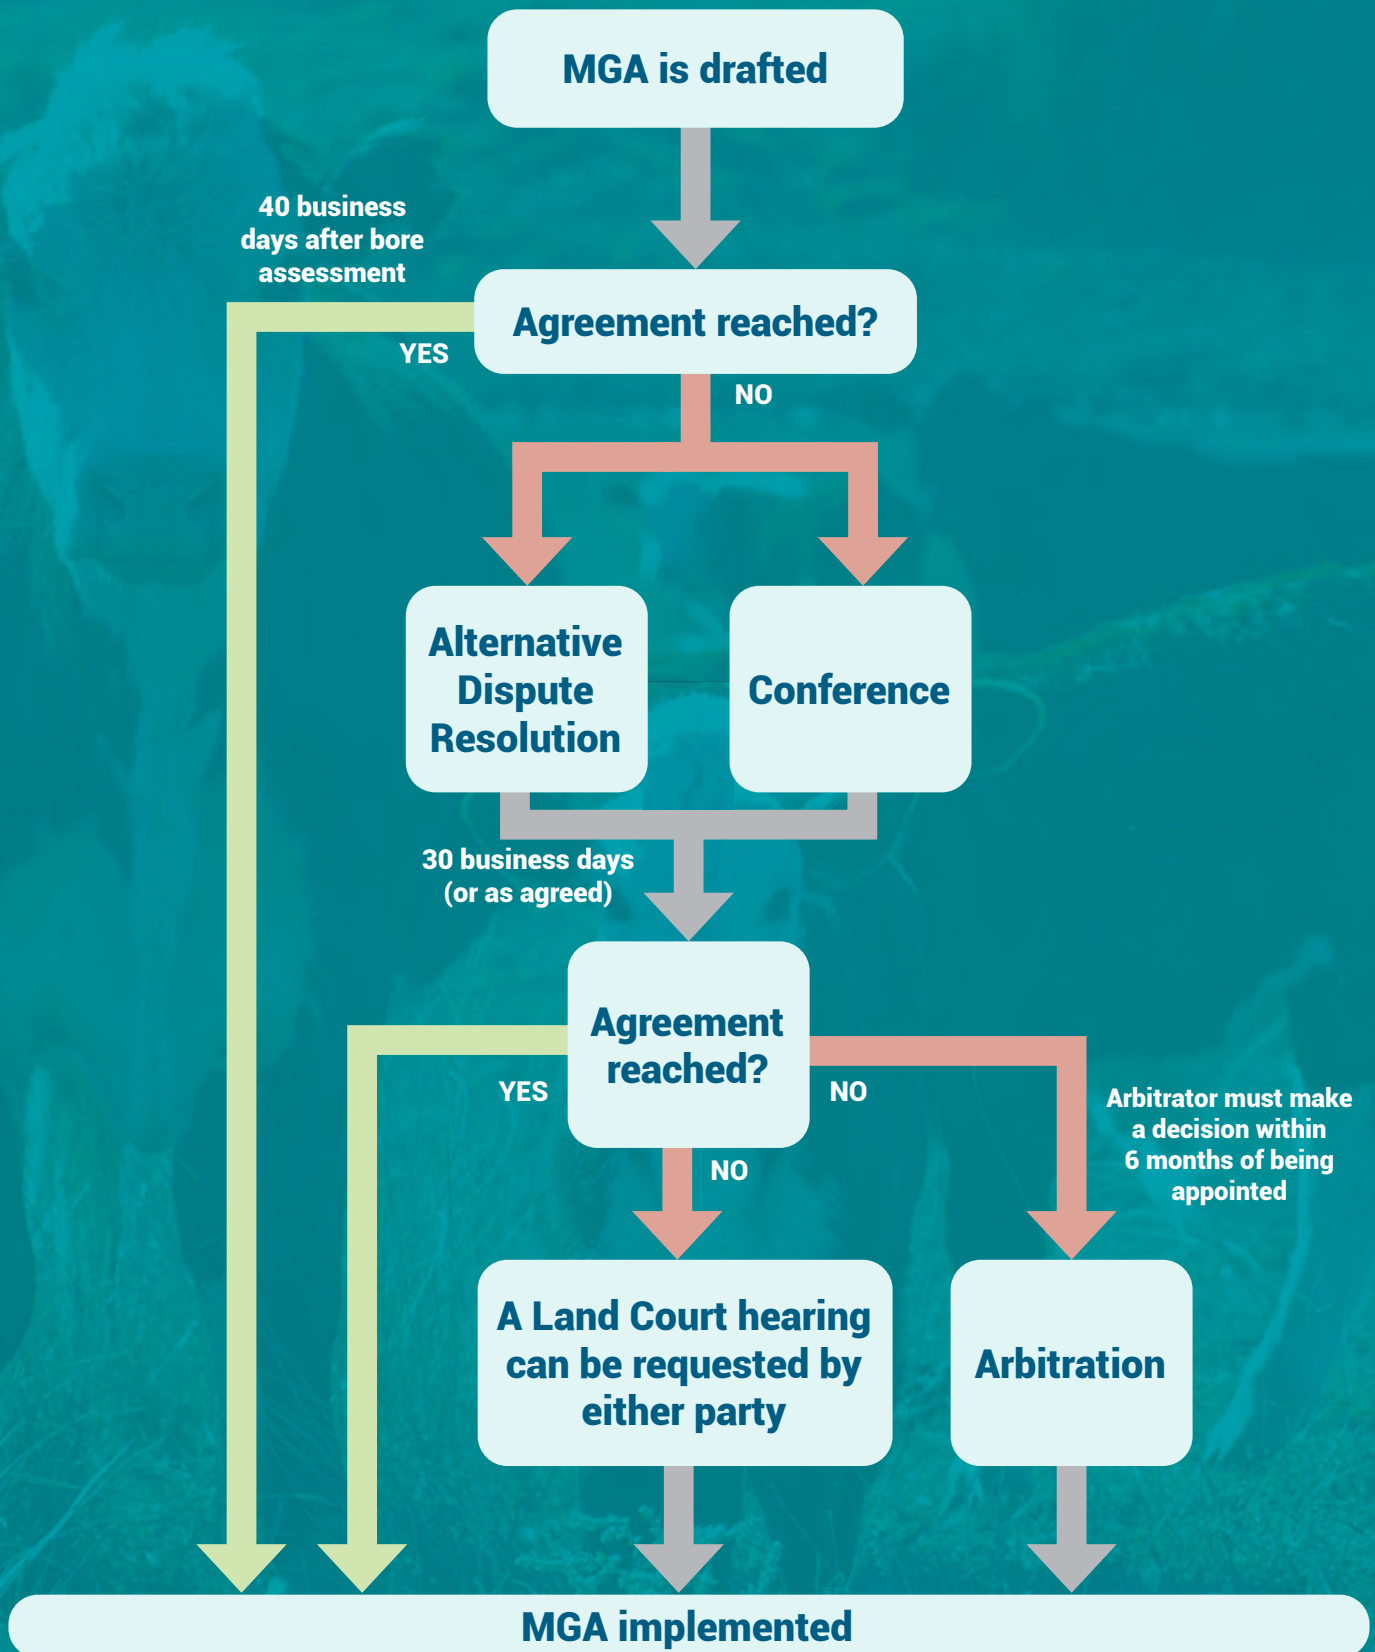 MGA is drafted
40 business
days after bore
assessment
Agreement reached?
YES
NO
Alternative
Dispute
Resolution
Conference
30 business days
(or as agreed)
Agreement
reached?
YES
NO
Arbitrator must make
a decision within
6 months of being
appointed
NO
A Land Court hearing
can be requested by
either party
Arbitration
MGA implemented